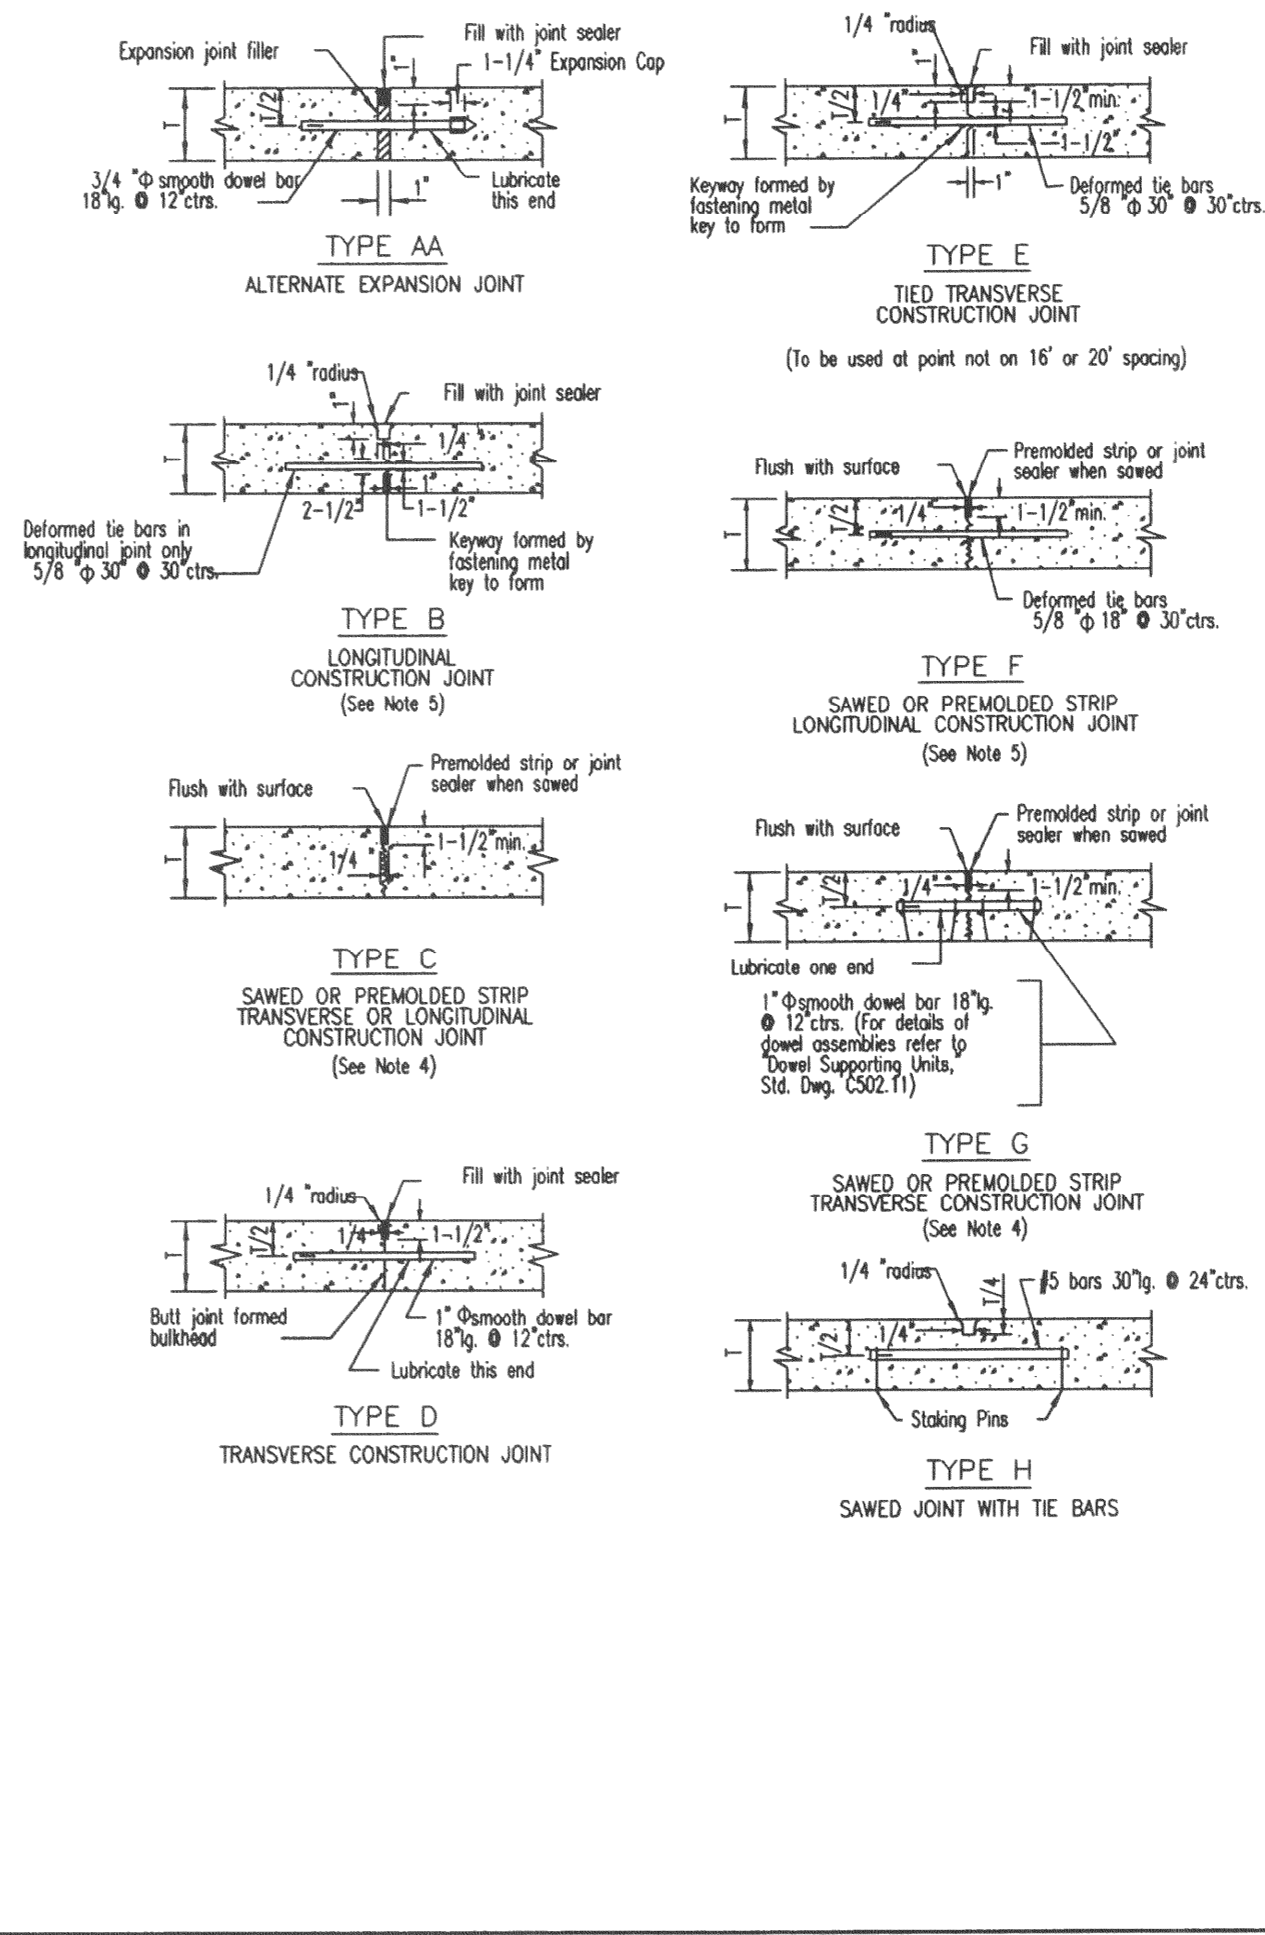 Expansion joint filler
Fill with joint sealer
1-1/4" Expansion Cap
1"
T/2
T
3/4 "Φ smooth dowel bar
18"lg. @ 12"ctrs.
1"
Lubricate
this end
TYPE AA
ALTERNATE EXPANSION JOINT
1/4 "radius
1"
Fill with joint sealer
T
1/4
1"
2-1/2"
1-1/2"
Deformed tie bars in
longitudinal joint only
5/8 "Φ 30" @ 30"ctrs.
Keyway formed by
fastening metal
key to form
TYPE B
LONGITUDINAL
CONSTRUCTION JOINT
(See Note 5)
Flush with surface
Premolded strip or joint
sealer when sawed
T
1/4 "
1-1/2"min.
TYPE C
SAWED OR PREMOLDED STRIP
TRANSVERSE OR LONGITUDINAL
CONSTRUCTION JOINT
(See Note 4)
1/4 "radius
Fill with joint sealer
T
T/2
1/4
1-1/2"
Butt joint formed
bulkhead
1" Φsmooth dowel bar
18"lg. @ 12"ctrs.
Lubricate this end
TYPE D
TRANSVERSE CONSTRUCTION JOINT
1/4 "radius
1"
Fill with joint sealer
T
T/2
1/4"
1-1/2"min.
1-1/2"
Keyway formed by
fastening metal
key to form
1"
Deformed tie bars
5/8 "Φ 30" @ 30"ctrs.
TYPE E
TIED TRANSVERSE
CONSTRUCTION JOINT
(To be used at point not on 16' or 20' spacing)
Flush with surface
Premolded strip or joint
sealer when sawed
T
T/2
1/4"
1-1/2"min.
Deformed tie bars
5/8 "Φ 18" @ 30"ctrs.
TYPE F
SAWED OR PREMOLDED STRIP
LONGITUDINAL CONSTRUCTION JOINT
(See Note 5)
Flush with surface
Premolded strip or joint
sealer when sawed
T
T/2
1/4"
1-1/2"min.
Lubricate one end
1" Φsmooth dowel bar 18"lg.
@ 12"ctrs. (For details of
dowel assemblies refer to
"Dowel Supporting Units,"
Std. Dwg. C502.11)
TYPE G
SAWED OR PREMOLDED STRIP
TRANSVERSE CONSTRUCTION JOINT
(See Note 4)
1/4 "radius
T/4
#5 bars 30"lg. @ 24"ctrs.
T
T/2
1/4"
Staking Pins
TYPE H
SAWED JOINT WITH TIE BARS